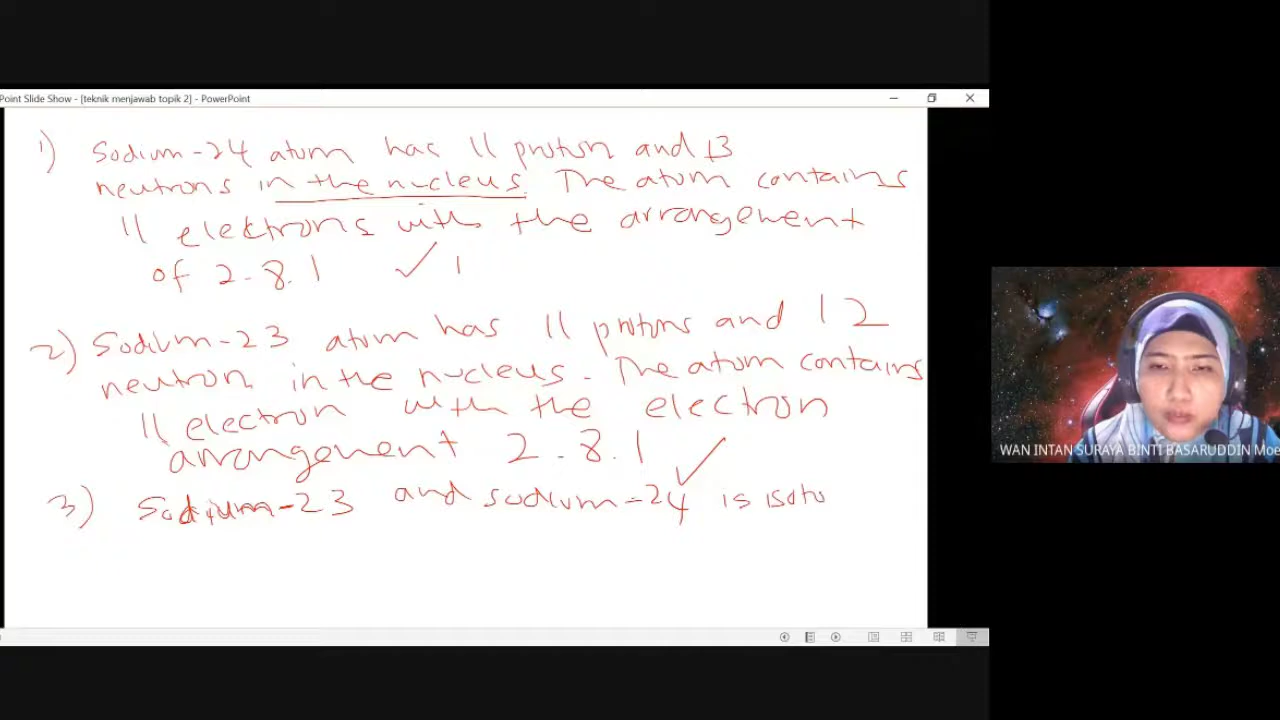 Point Slide Show - [teknik menjawab topik 2] - PowerPoint
1) Sodium-24 atom has 11 proton and 13
neutrons in the nucleus. The atom contains
11 electrons with the arrangement
of 2.8.1 ✓ 1
2) Sodium-23 atom has 11 protons and 12
neutron in the nucleus. The atom contains
11 electron with the electron
arrangement 2.8.1 ✓
3) Sodium-23 and sodium-24 is isoto
WAN INTAN SURAYA BINTI BASARUDDIN Moe